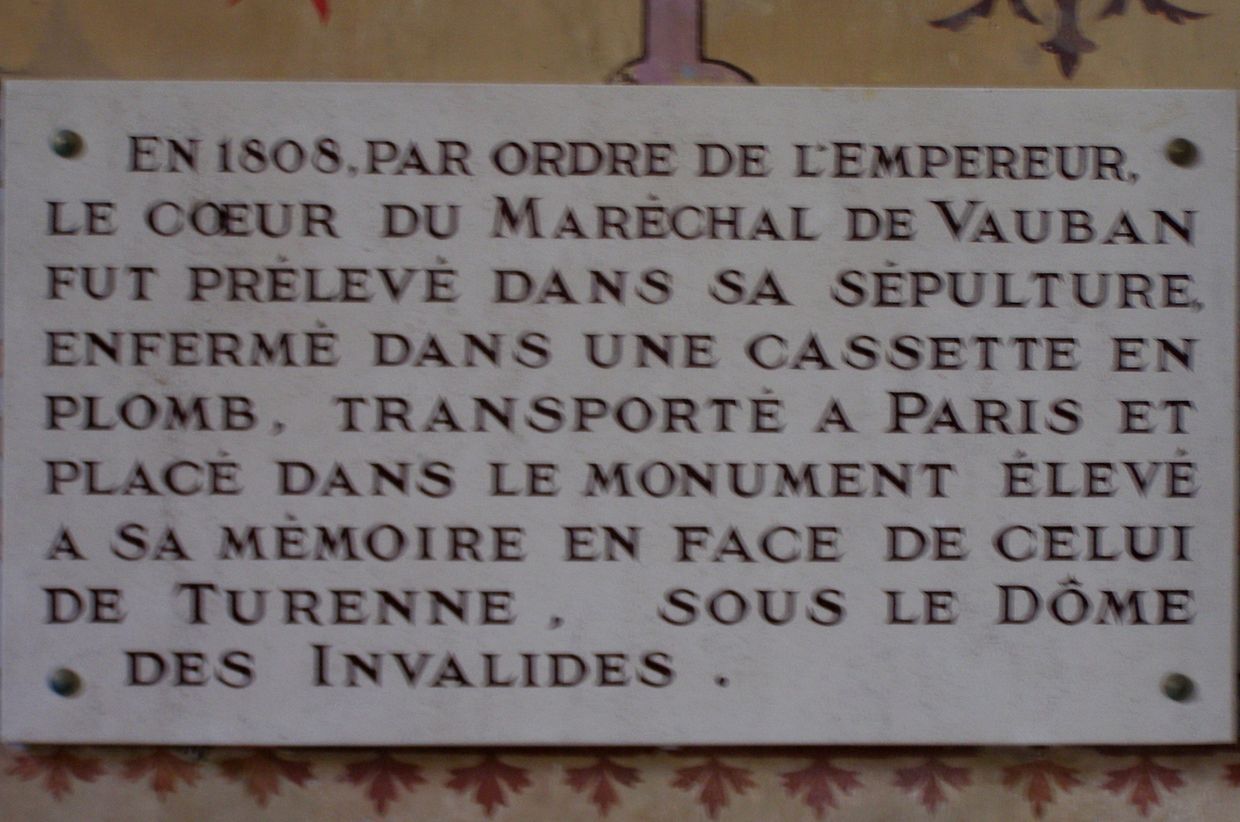 EN 1808, PAR ORDRE DE L'EMPEREUR,
LE CŒUR DU MARÉCHAL DE VAUBAN
FUT PRÉLEVÉ DANS SA SÉPULTURE,
ENFERMÉ DANS UNE CASSETTE EN
PLOMB, TRANSPORTÉ A PARIS ET
PLACÉ DANS LE MONUMENT ÉLEVÉ
A SA MÉMOIRE EN FACE DE CELUI
DE TURENNE, SOUS LE DÔME
DES INVALIDES.